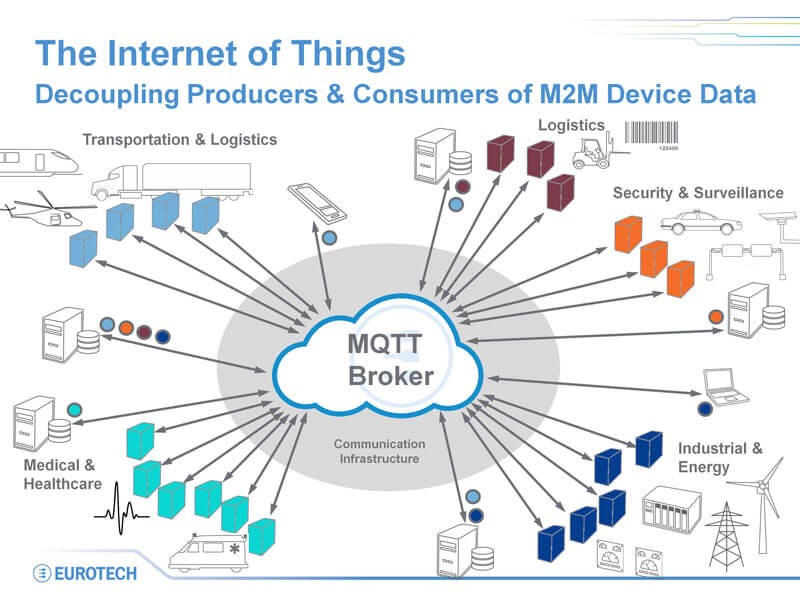 The Internet of Things
Decoupling Producers & Consumers of M2M Device Data
Transportation & Logistics
Logistics
123456
Security & Surveillance
MQTT
Broker
Communication
Infrastructure
Medical &
Healthcare
Industrial &
Energy
EUROTECH